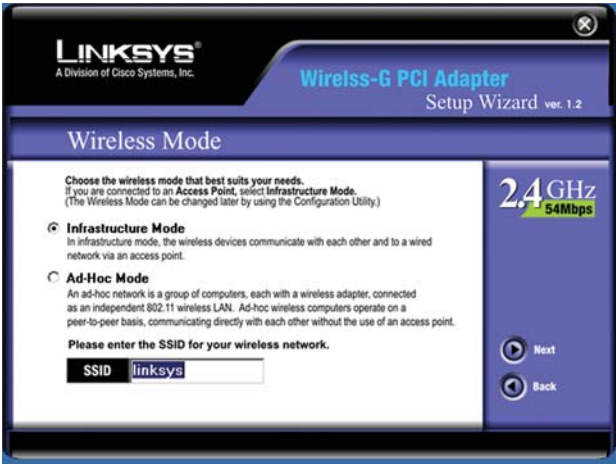 LINKSYS®
A Division of Cisco Systems, Inc.
Wirelss-G PCI Adapter
Setup Wizard ver. 1.2
Wireless Mode
Choose the wireless mode that best suits your needs.
If you are connected to an Access Point, select Infrastructure Mode.
(The Wireless Mode can be changed later by using the Configuration Utility.)
2.4 GHz
54Mbps
Infrastructure Mode
In infrastructure mode, the wireless devices communicate with each other and to a wired
network via an access point.
Ad-Hoc Mode
An ad-hoc network is a group of computers, each with a wireless adapter, connected
as an independent 802.11 wireless LAN. Ad-hoc wireless computers operate on a
peer-to-peer basis, communicating directly with each other without the use of an access point.
Please enter the SSID for your wireless network.
SSID linksys
Next
Back